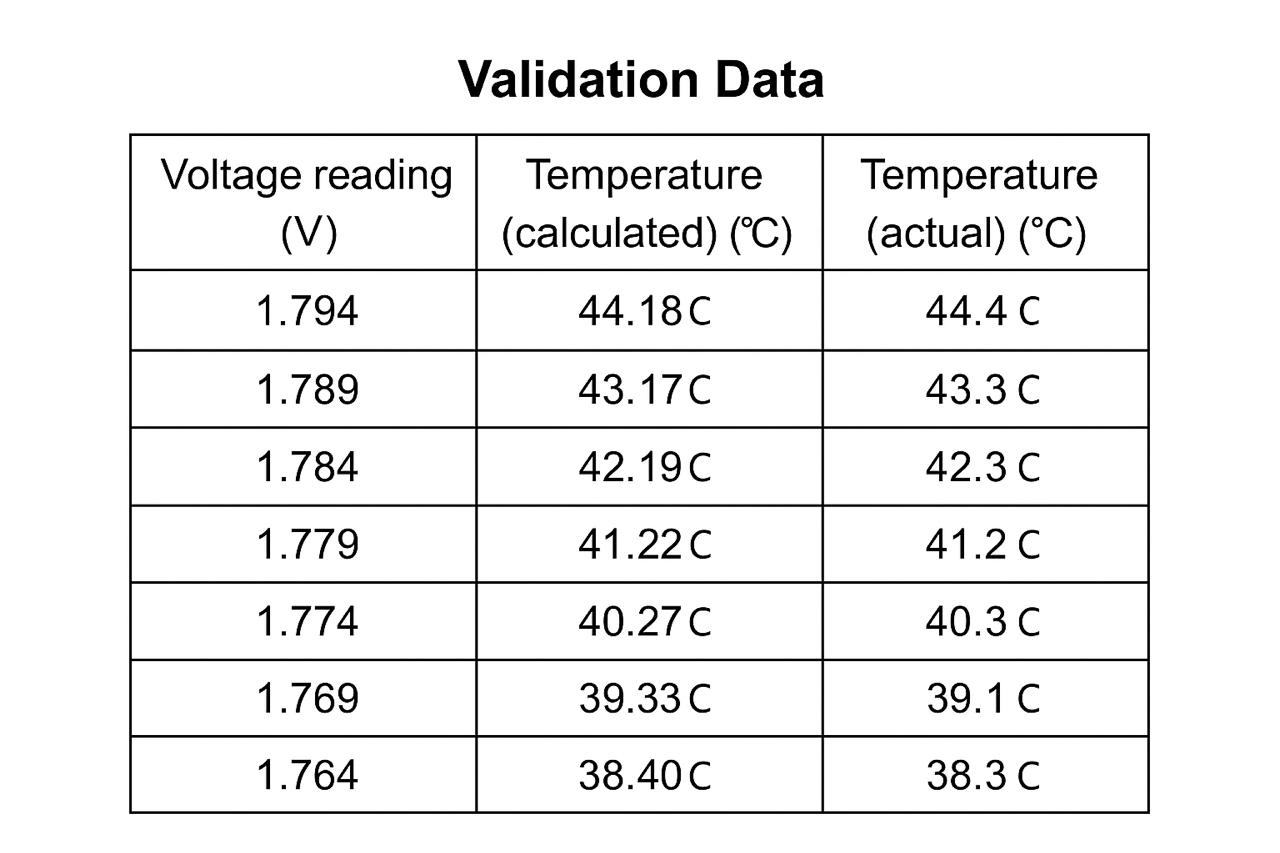 Validation Data
Voltage reading (V) Temperature (calculated) (℃) Temperature (actual) (°C)
1.794 44.18 C 44.4 C
1.789 43.17 C 43.3 C
1.784 42.19 C 42.3 C
1.779 41.22 C 41.2 C
1.774 40.27 C 40.3 C
1.769 39.33 C 39.1 C
1.764 38.40 C 38.3 C